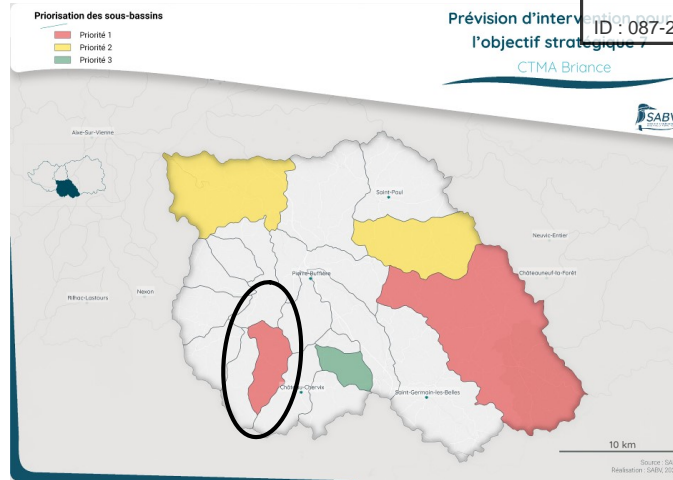 Priorisation des sous-bassins
Priorité 1
Priorité 2
Priorité 3
Prévision d'intervention pour
l'objectif stratégique 7
CTMA Briance
ID : 087-2
SABV
Aixe-Sur-Vienne
Saint-Paul
Neuvic-Entier
Pierre-Buffière
Châteauneuf-la-Forêt
Nexon
Rilhac-Lastours
Château-Chervix
Saint-Germain-les-Belles
10 km
Source : SA
Réalisation : SABV, 202